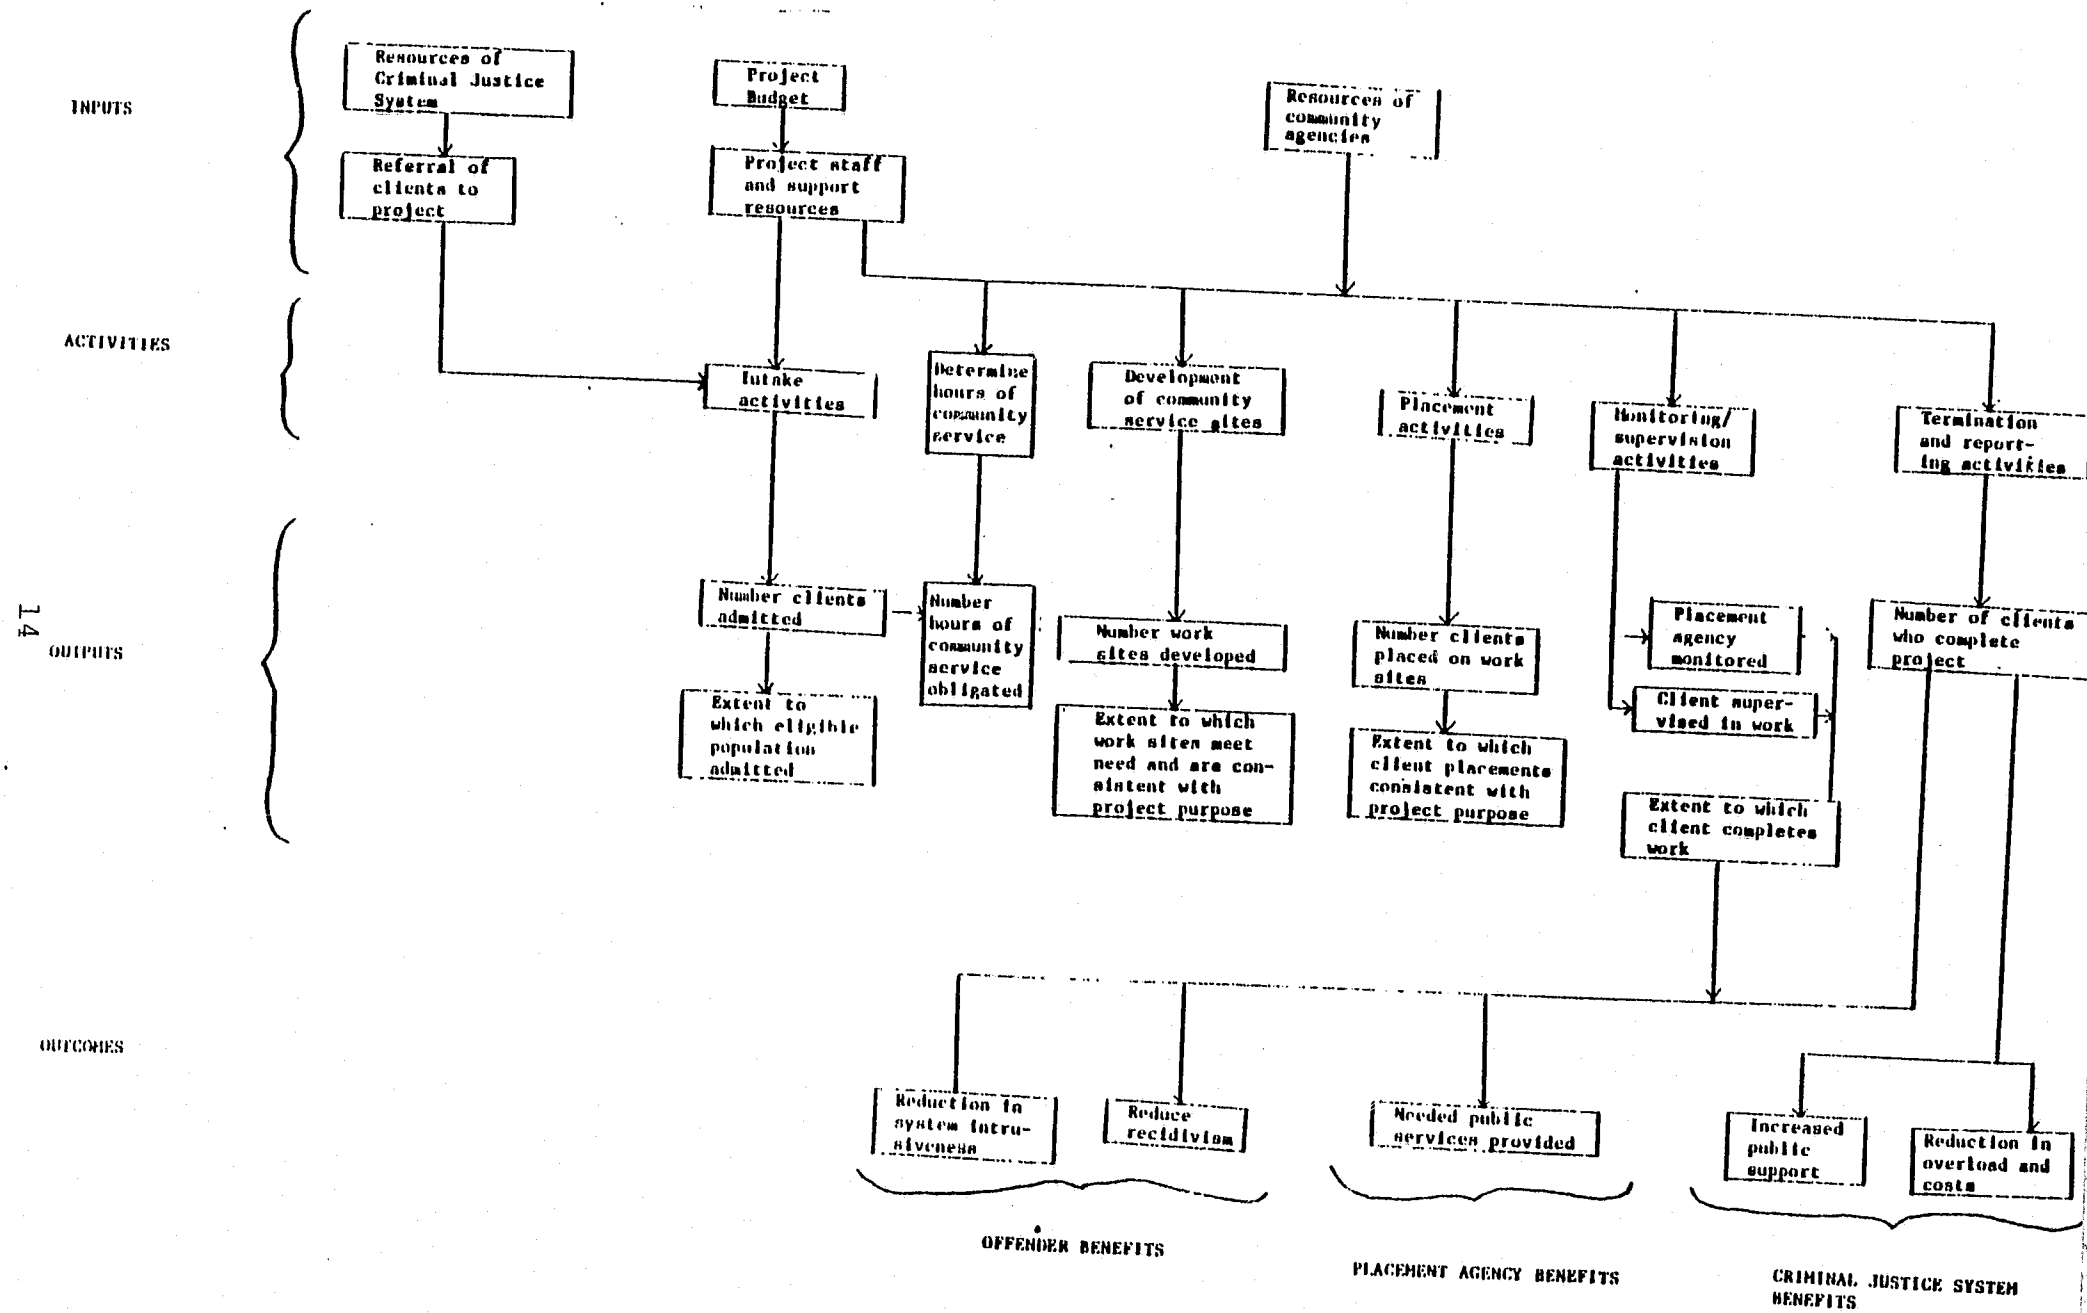 INPUTS
Resources of
Criminal Justice
System
Project
Budget
Resources of
community
agencies
Referral of
clients to
project
Project staff
and support
resources
ACTIVITIES
Intake
activities
Determine
hours of
community
service
Development
of community
service sites
Placement
activities
Monitoring/
supervision
activities
Termination
and report-
ing activities
14
OUTPUTS
Number clients
admitted
Number
hours of
community
service
obligated
Number work
sites developed
Number clients
placed on work
sites
Placement
agency
monitored
Number of clients
who complete
project
Client super-
vised in work
Extent to
which eligible
population
admitted
Extent to which
work sites meet
need and are con-
sistent with
project purpose
Extent to which
client placements
consistent with
project purpose
Extent to which
client completes
work
OUTCOMES
Reduction in
system intru-
siveness
Reduce
recidivism
Needed public
services provided
Increased
public
support
Reduction in
overload and
costs
OFFENDER BENEFITS
PLACEMENT AGENCY BENEFITS
CRIMINAL JUSTICE SYSTEM
BENEFITS